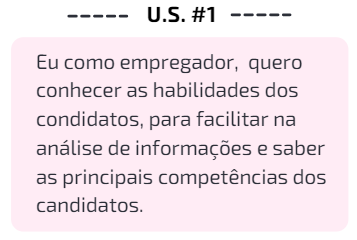 ----- U.S. #1 -----
Eu como empregador, quero
conhecer as habilidades dos
condidatos, para facilitar na
análise de informações e saber
as principais competências dos
candidatos.